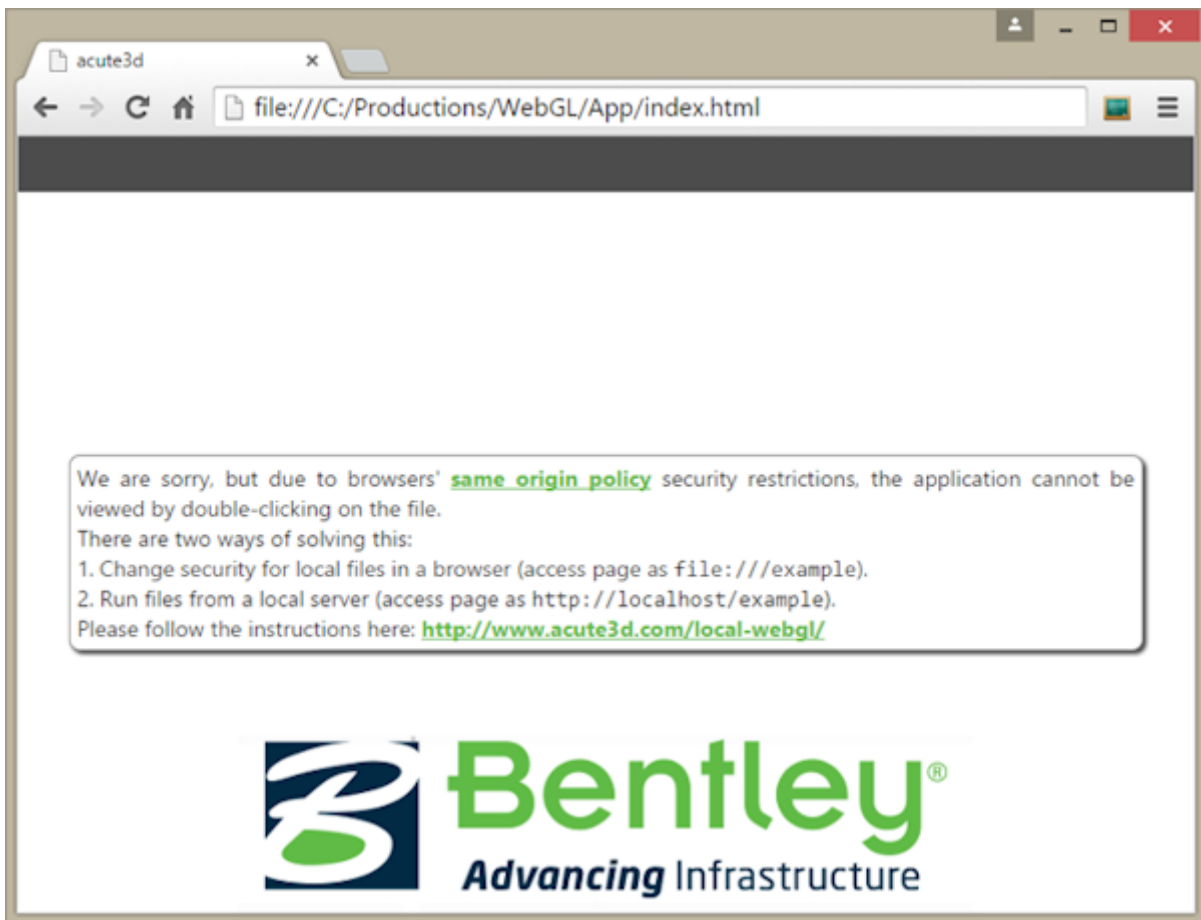 acute3d
file:///C:/Productions/WebGL/App/index.html
We are sorry, but due to browsers' same origin policy security restrictions, the application cannot be
viewed by double-clicking on the file.
There are two ways of solving this:
1. Change security for local files in a browser (access page as file:///example).
2. Run files from a local server (access page as http://localhost/example).
Please follow the instructions here: http://www.acute3d.com/local-webgl/
Bentley®
Advancing Infrastructure